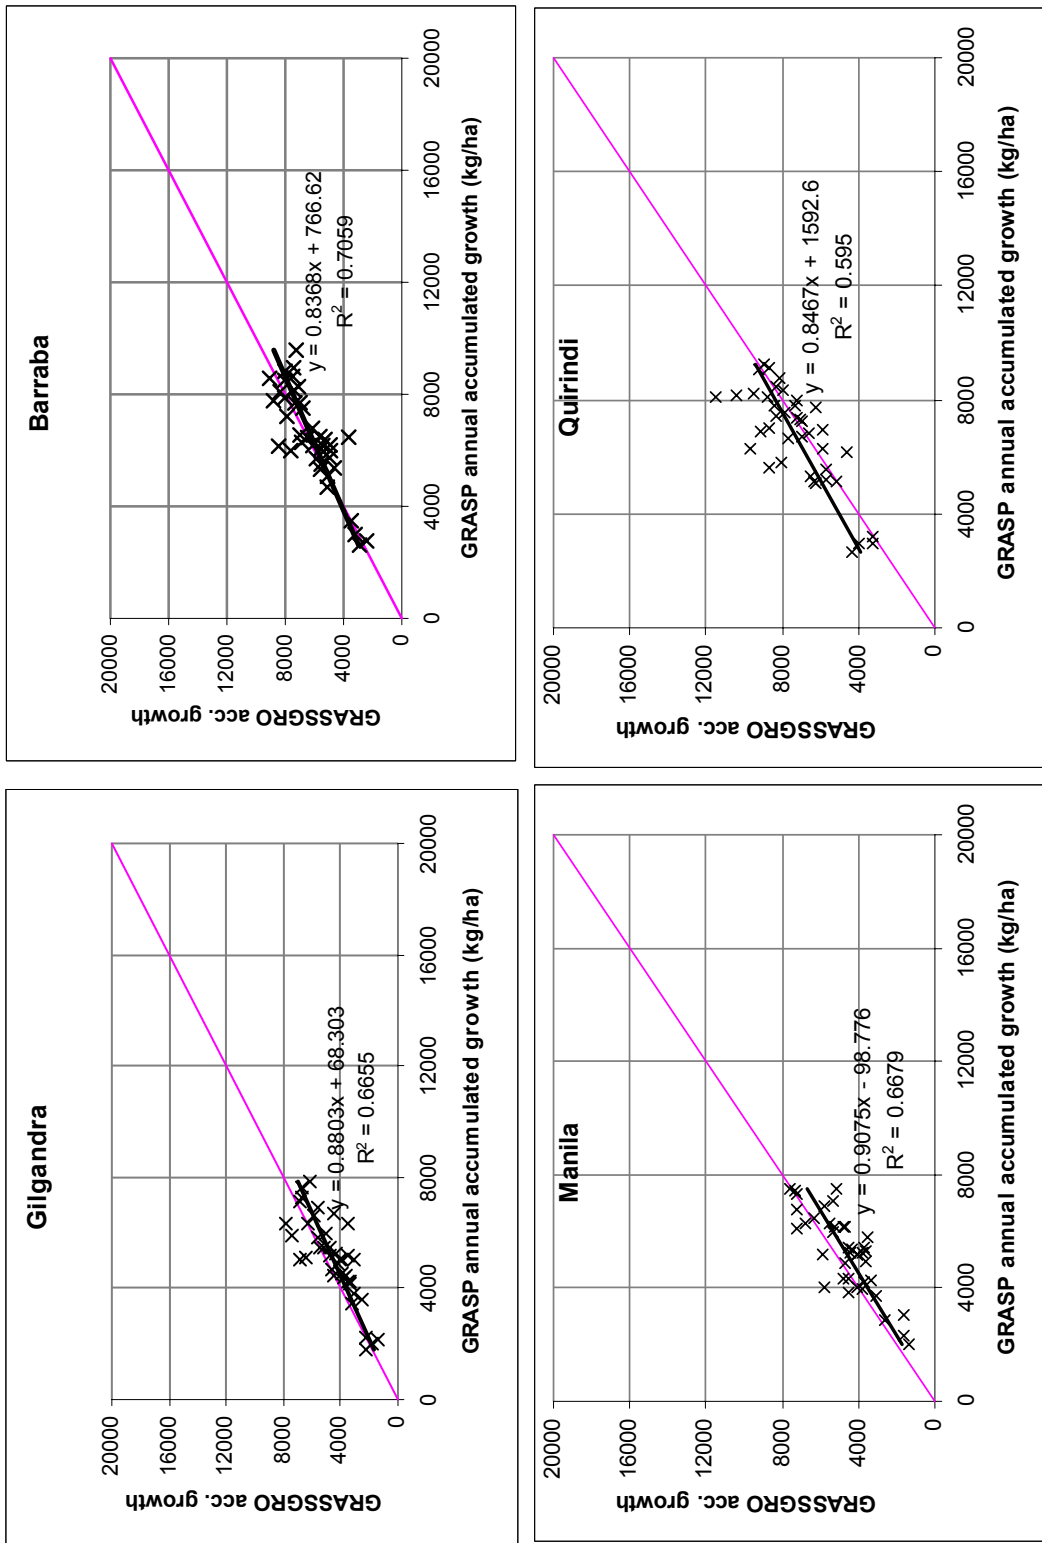 Gilgandra
20000
16000
12000
8000
4000
0
GRASSGRO acc. growth
y = 0.8803x + 68.303
R² = 0.6655
0
4000
8000
12000
16000
20000
GRASP annual accumulated growth (kg/ha)
Barraba
20000
16000
12000
8000
4000
0
GRASSGRO acc. growth
y = 0.8368x + 766.62
R² = 0.7059
0
4000
8000
12000
16000
20000
GRASP annual accumulated growth (kg/ha)
Manila
20000
16000
12000
8000
4000
0
GRASSGRO acc. growth
y = 0.9075x - 98.776
R² = 0.6679
0
4000
8000
12000
16000
20000
GRASP annual accumulated growth (kg/ha)
Quirindi
20000
16000
12000
8000
4000
0
GRASSGRO acc. growth
y = 0.8467x + 1592.6
R² = 0.595
0
4000
8000
12000
16000
20000
GRASP annual accumulated growth (kg/ha)